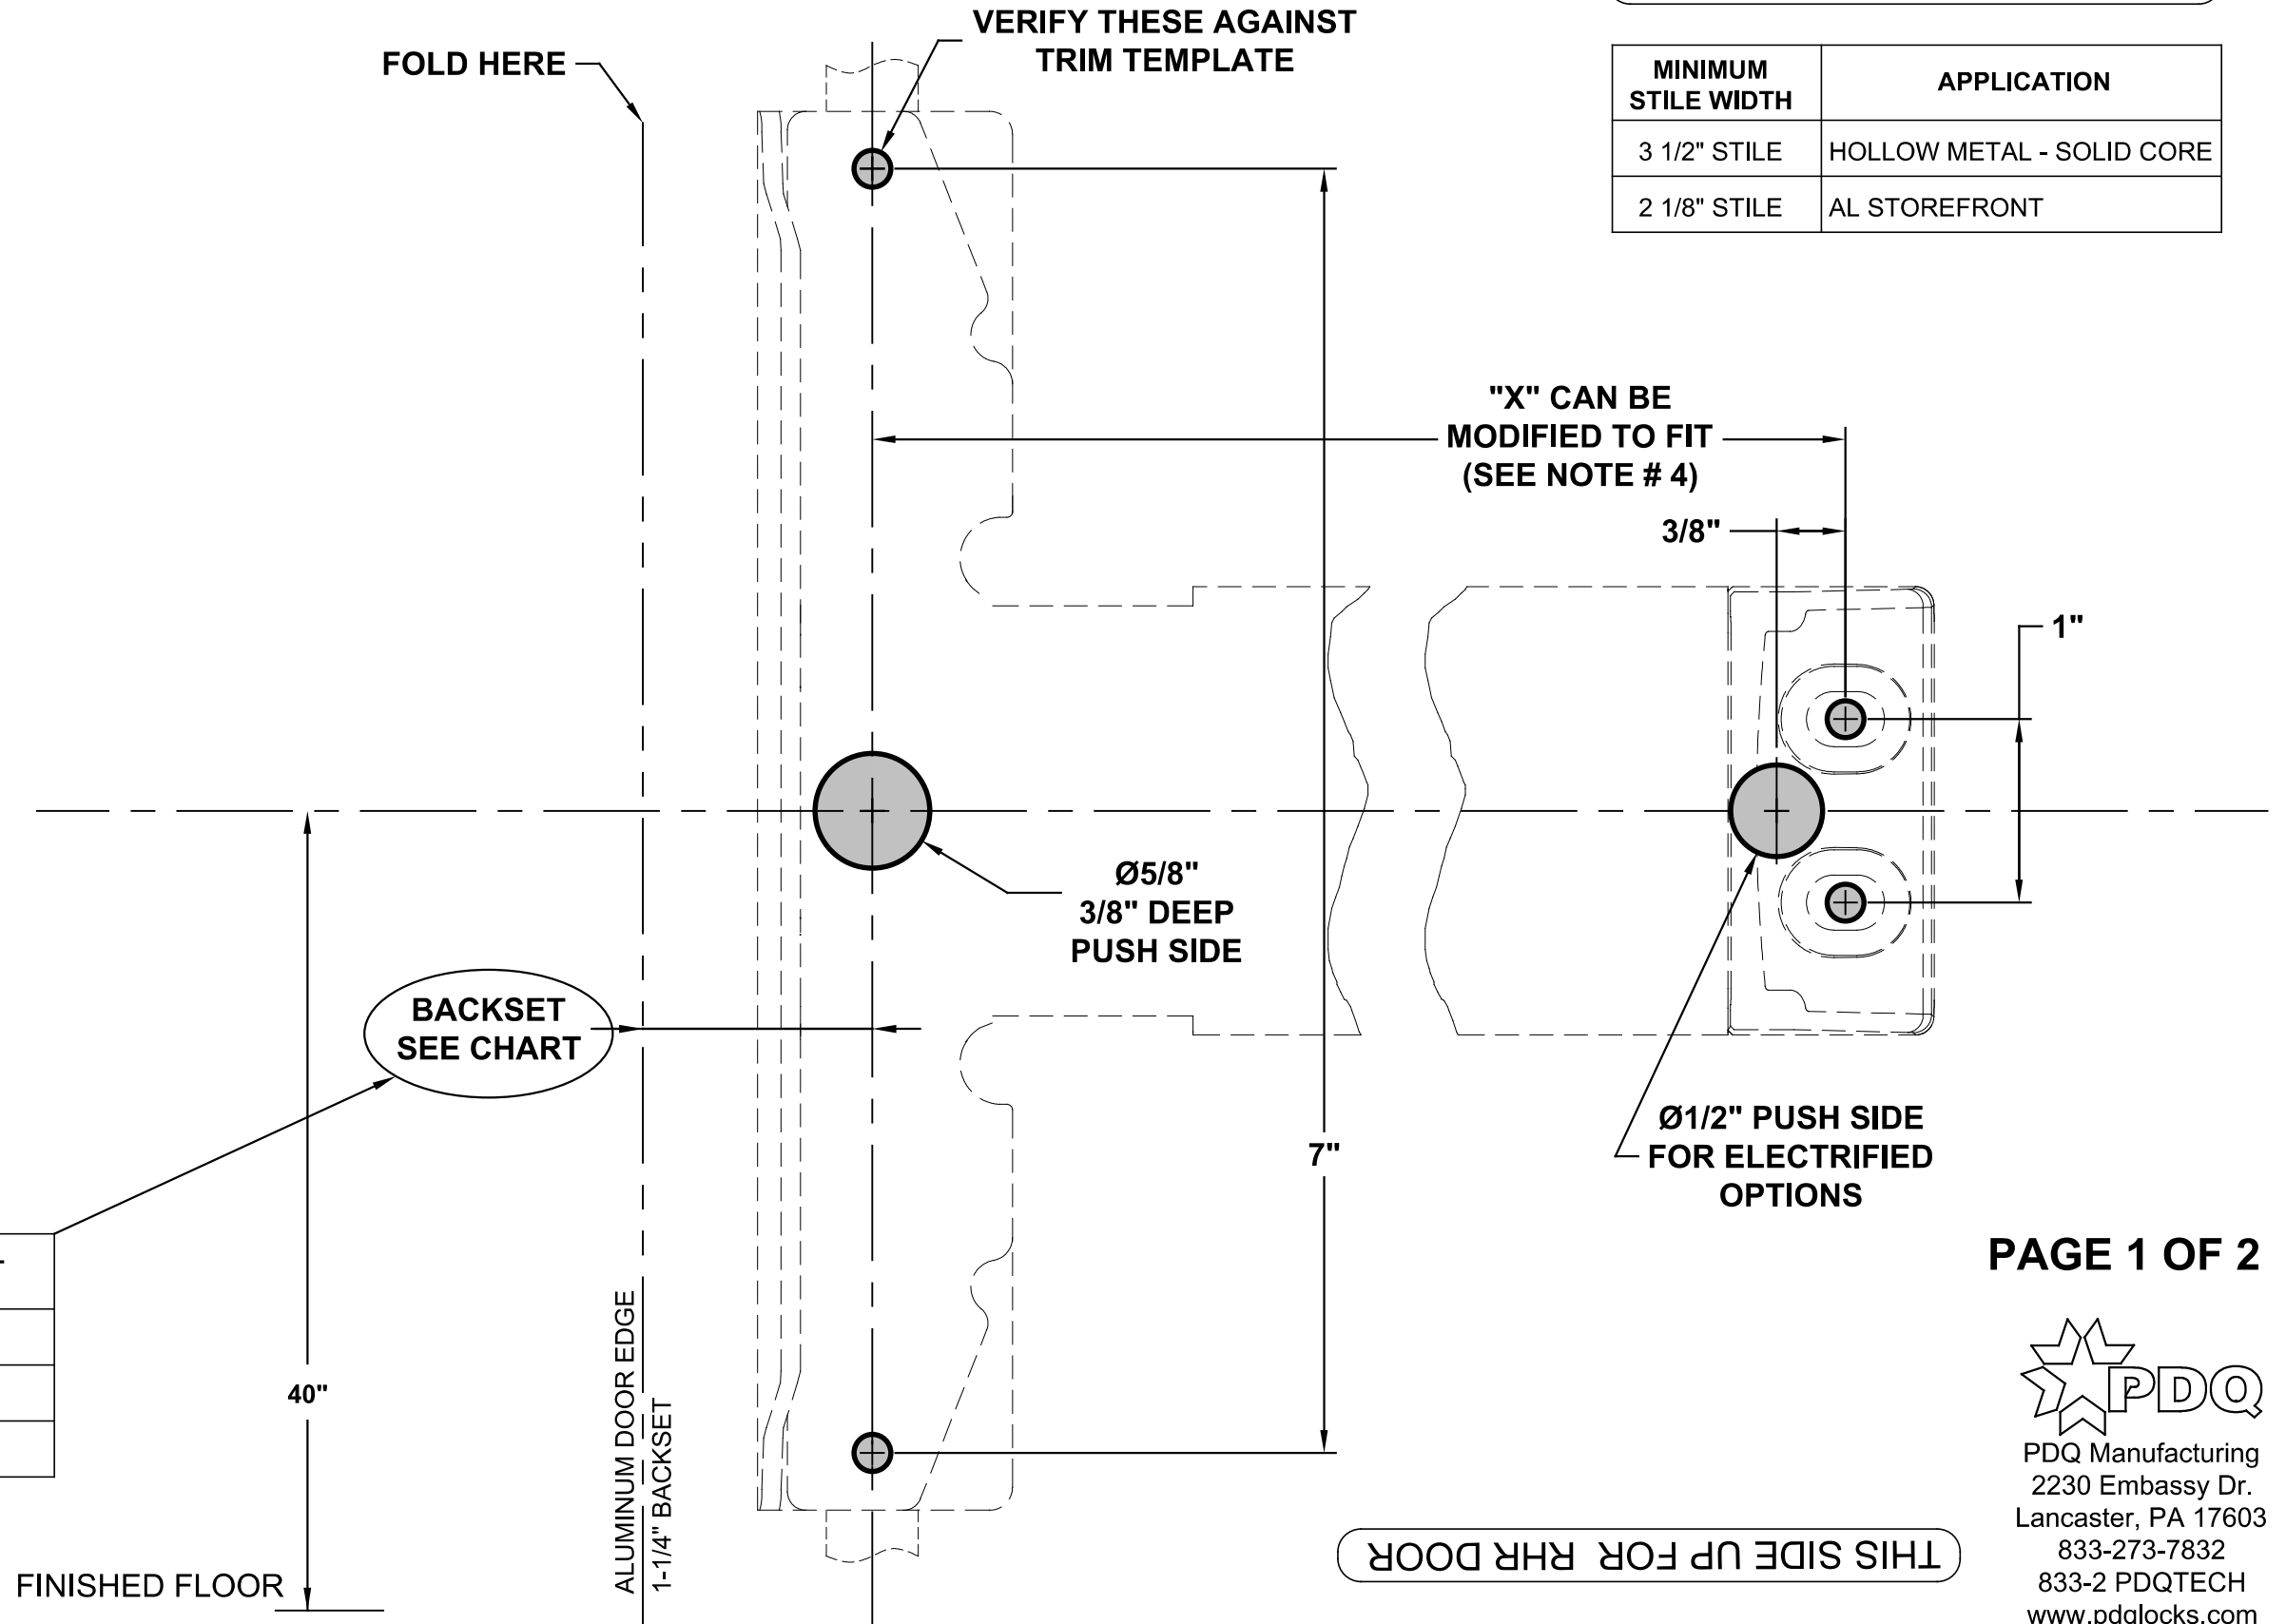 VERIFY THESE AGAINST
TRIM TEMPLATE
FOLD HERE
MINIMUM
STILE WIDTH
APPLICATION
3 1/2" STILE
HOLLOW METAL - SOLID CORE
2 1/8" STILE
AL STOREFRONT
"X" CAN BE
MODIFIED TO FIT
(SEE NOTE # 4)
3/8"
1"
Ø5/8"
3/8" DEEP
PUSH SIDE
BACKSET
SEE CHART
7"
Ø1/2" PUSH SIDE
FOR ELECTRIFIED
OPTIONS
40"
ALUMINUM DOOR EDGE
1-1/4" BACKSET
FINISHED FLOOR
THIS SIDE UP FOR RHR DOOR
PAGE 1 OF 2
PDQ
PDQ Manufacturing
2230 Embassy Dr.
Lancaster, PA 17603
833-273-7832
833-2 PDQTECH
www.pdqlocks.com